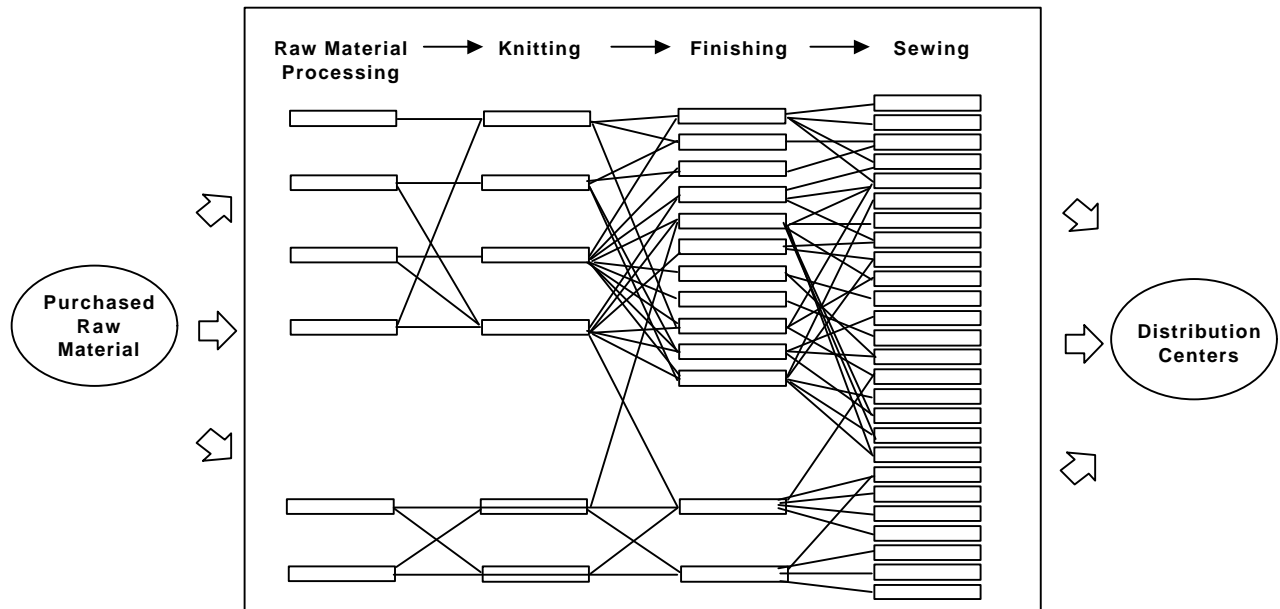 Raw Material
Processing
Knitting
Finishing
Sewing
Purchased
Raw
Material
Distribution
Centers